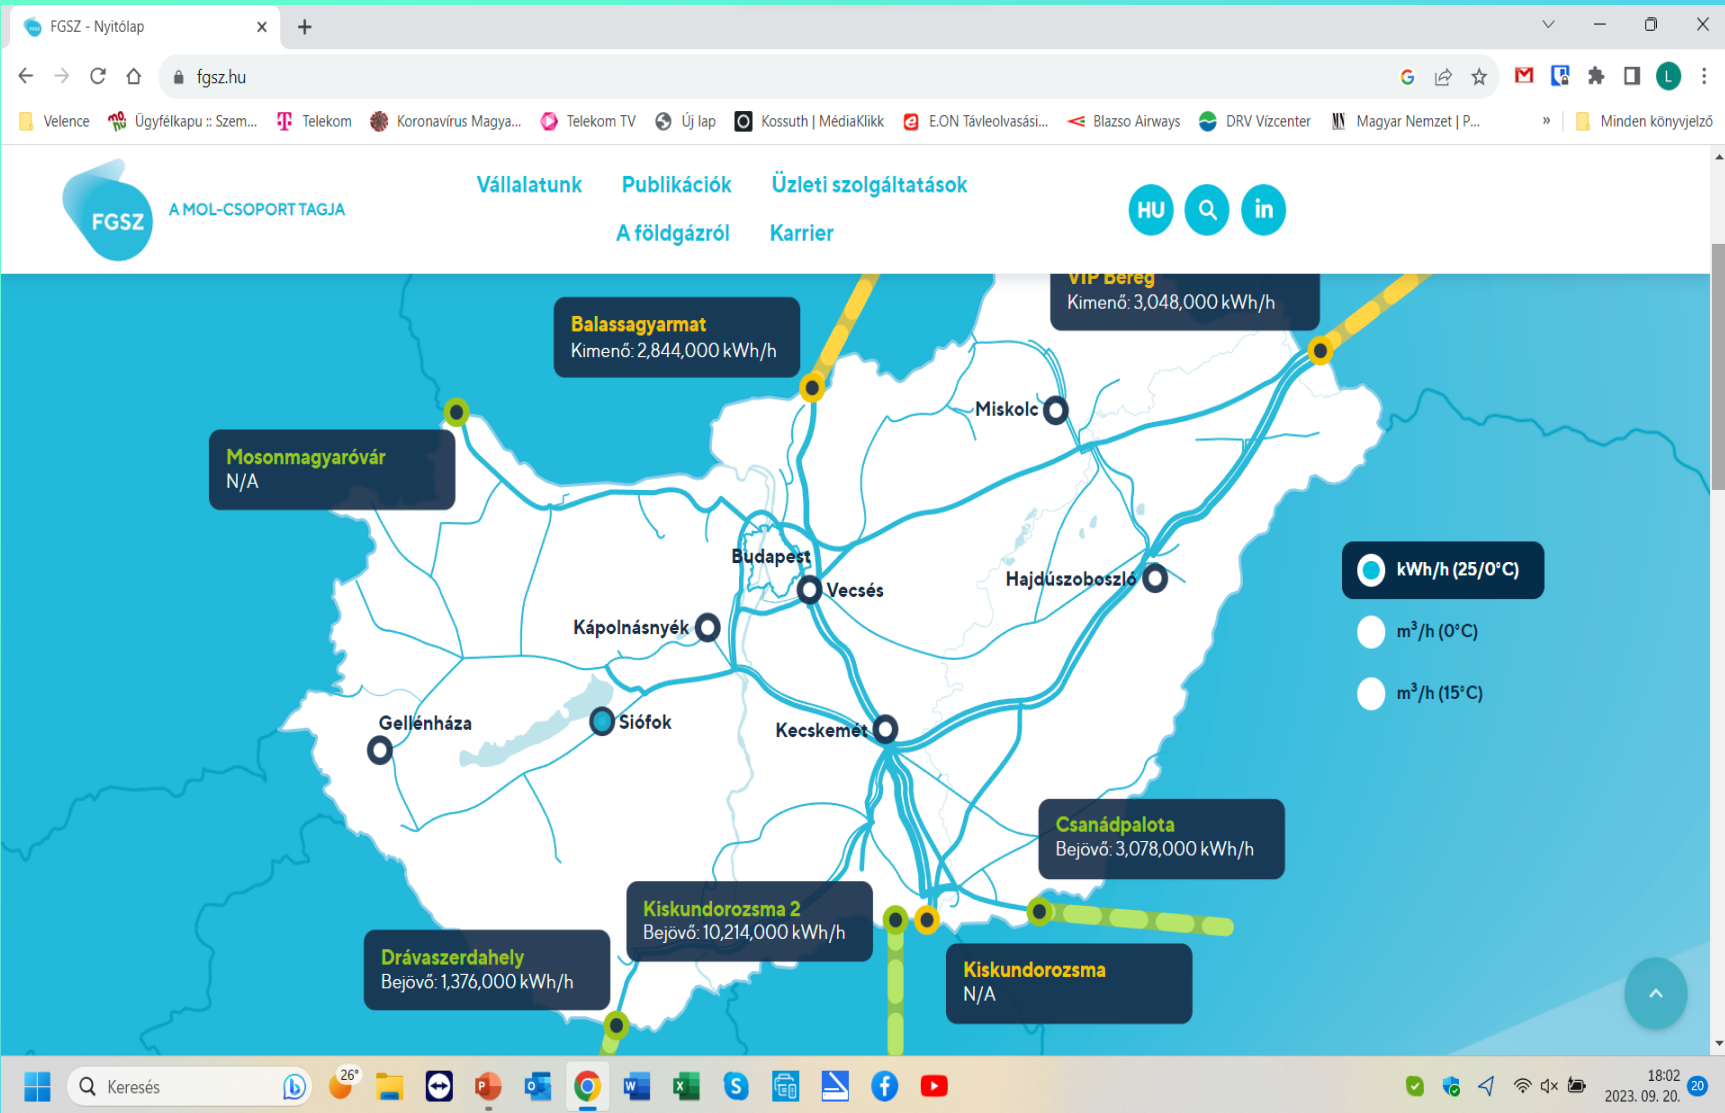 FGSZ - Nyitólap
fgsz.hu
L
Velence
Ügyfélkapu :: Szem...
Telekom
Koronavírus Magya...
Telekom TV
Új lap
Kossuth | MédiaKlikk
E.ON Távleolvasási...
Blazso Airways
DRV Vízcenter
Magyar Nemzet | P...
»
Minden könyvjelző
FGSZ
A MOL-CSOPORT TAGJA
Vállalatunk
Publikációk
Üzleti szolgáltatások
A földgázról
Karrier
HU
in
VIP Bereg
Kimenő: 3,048,000 kWh/h
Balassagyarmat
Kimenő: 2,844,000 kWh/h
Miskolc
Mosonmagyaróvár
N/A
Budapest
Vecsés
Hajdúszoboszló
kWh/h (25/0°C)
m³/h (0°C)
m³/h (15°C)
Kápolnásnyék
Gellénháza
Siófok
Kecskemét
Csanádpalota
Bejövő: 3,078,000 kWh/h
Kiskundorozsma 2
Bejövő: 10,214,000 kWh/h
Drávaszerdahely
Bejövő: 1,376,000 kWh/h
Kiskundorozsma
N/A
Keresés
26°
18:02
2023. 09. 20.
20